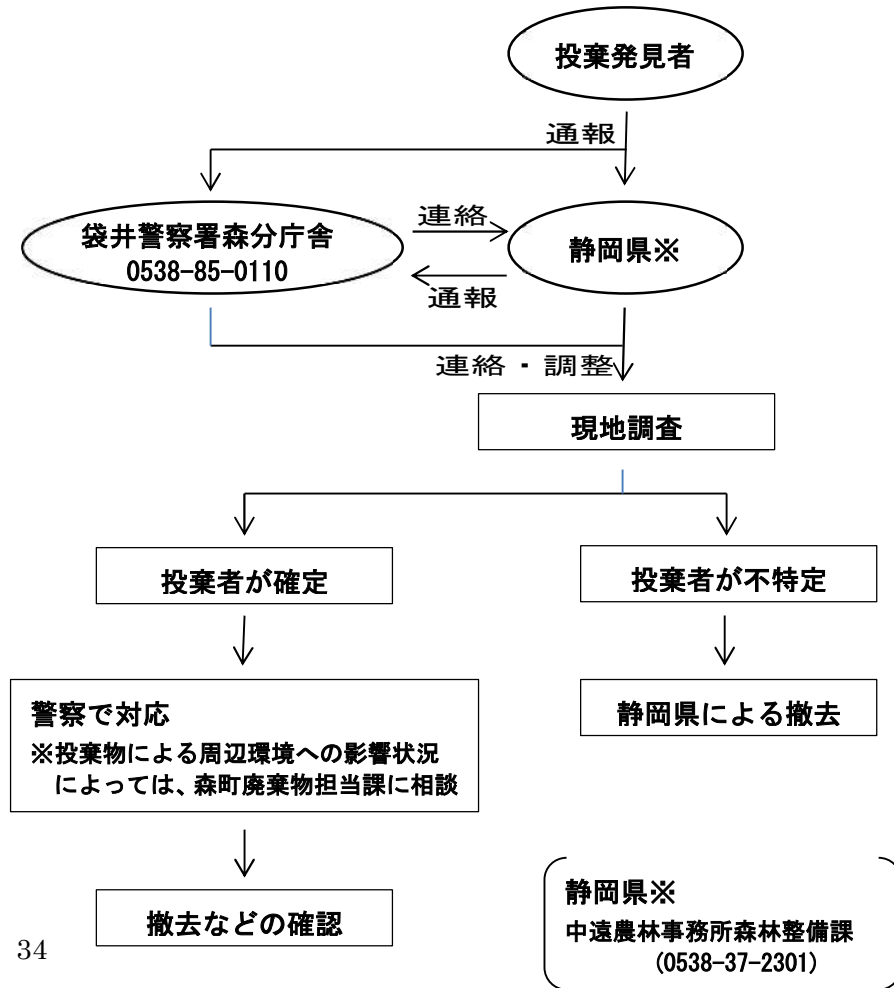 投棄発見者
通報
袋井警察署森分庁舎
0538-85-0110
連絡
静岡県※
通報
連絡・調整
現地調査
投棄者が確定
投棄者が不特定
警察で対応
※投棄物による周辺環境への影響状況
によっては、森町廃棄物担当課に相談
静岡県による撤去
撤去などの確認
静岡県※
中遠農林事務所森林整備課
(0538-37-2301)
34